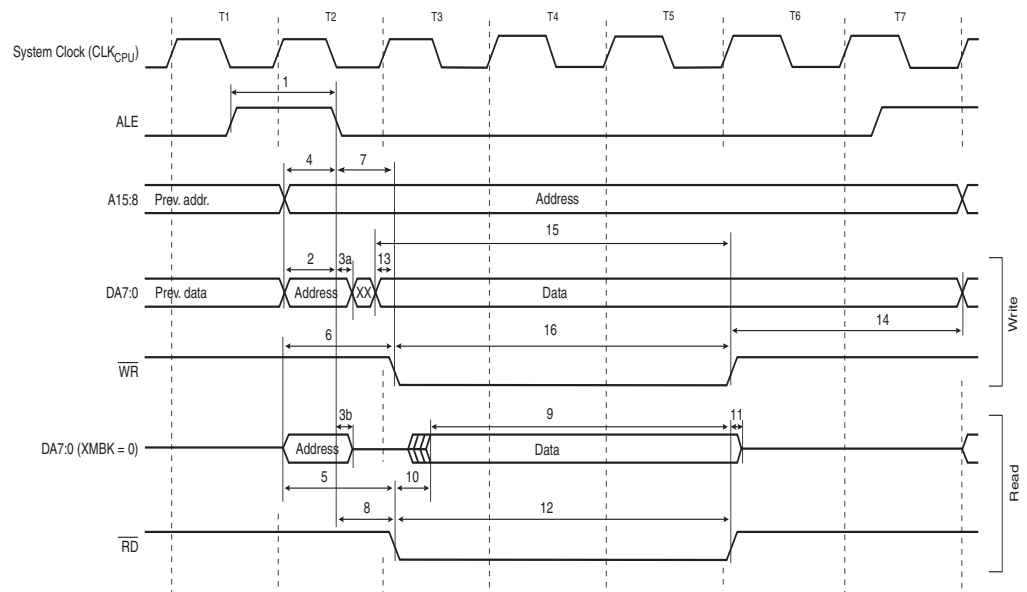 T1 T2 T3 T4 T5 T6 T7
System Clock (CLKCPU)
1
ALE
4 7
A15:8 Prev. addr. Address
15
2 3a 13
DA7:0 Prev. data Address XX Data
14
6 16
WR
Write
3b 9 11
DA7:0 (XMBK = 0) Address Data
5 10
8 12
RD
Read